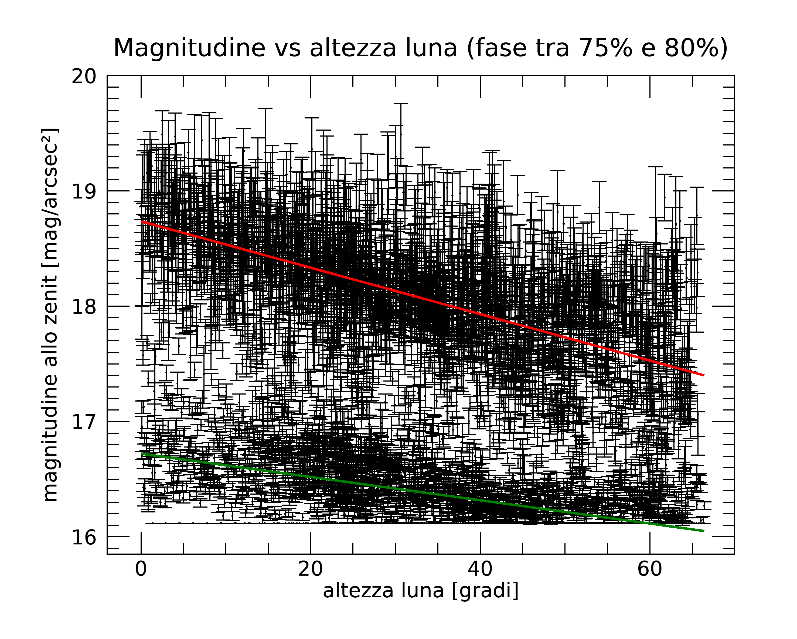 Magnitudine vs altezza luna (fase tra 75% e 80%)
magnitudine allo zenit [mag/arcsec²]
20
19
18
17
16
0 20 40 60
altezza luna [gradi]